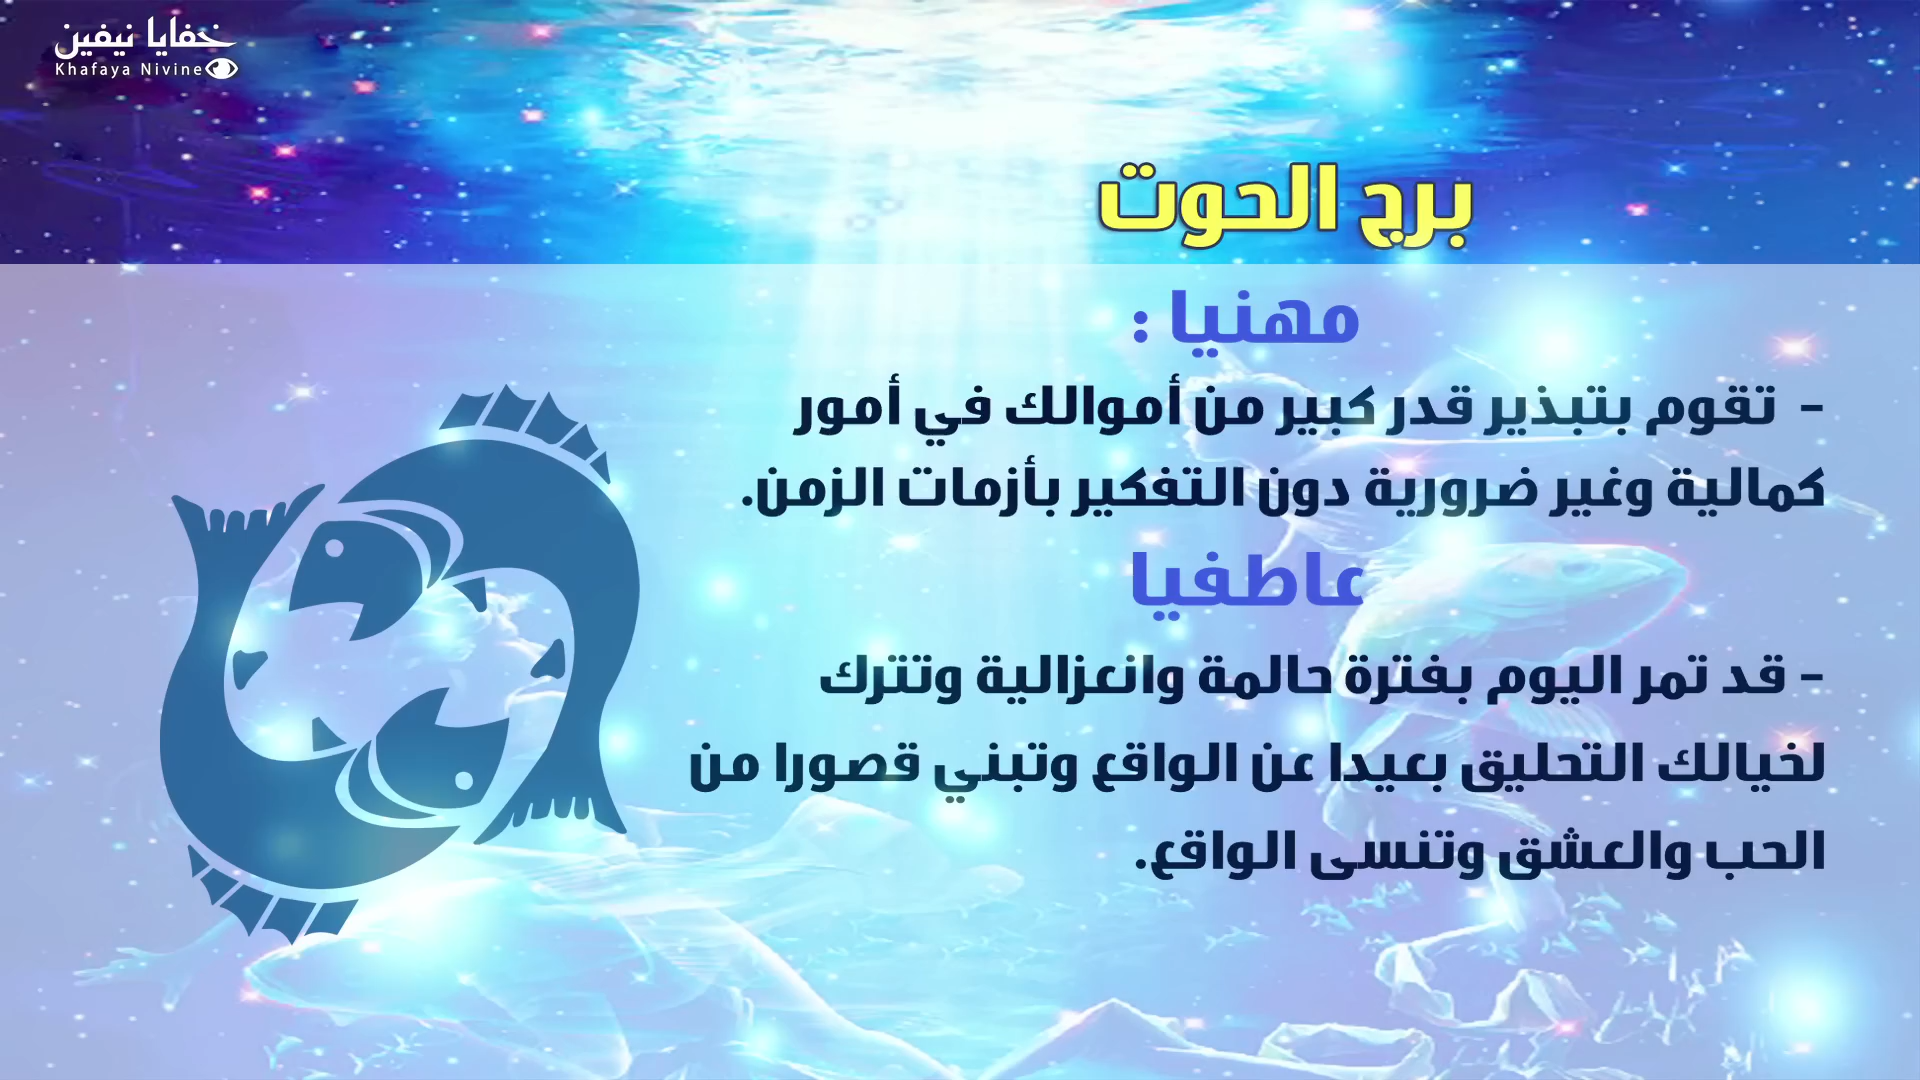 خفايا نيفين
Khafaya Nivine
برج الحوت
مهنيا :
- تقوم بتبذير قدر كبير من أموالك في أمور
كمالية وغير ضرورية دون التفكير بأزمات الزمن.
عاطفيا
- قد تمر اليوم بفترة حالمة وانعزالية وتترك
لخيالك التحليق بعيدا عن الواقع وتبني قصورا من
الحب والعشق وتنسى الواقع.